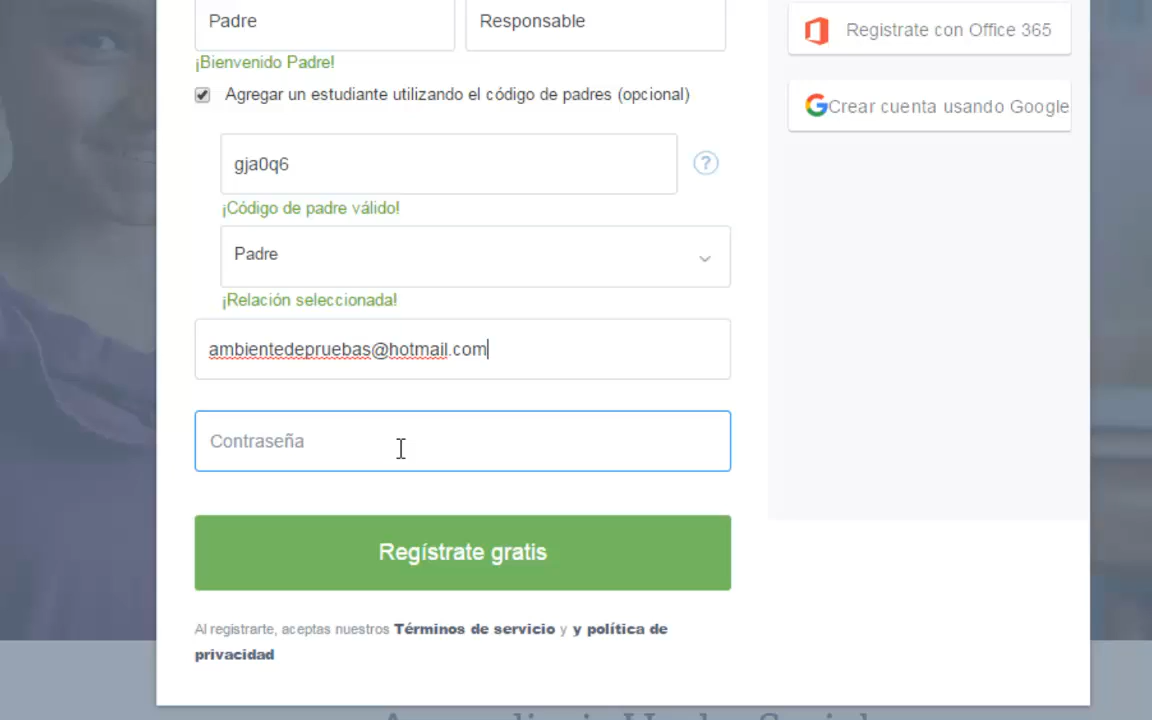 Padre
Responsable
¡Bienvenido Padre!
Agregar un estudiante utilizando el código de padres (opcional)
gja0q6
?
¡Código de padre válido!
Padre
¡Relación seleccionada!
ambientedepruebas@hotmail.com
Contraseña
Regístrate gratis
Al registrarte, aceptas nuestros Términos de servicio y y política de
privacidad
Registrate con Office 365
Crear cuenta usando Google